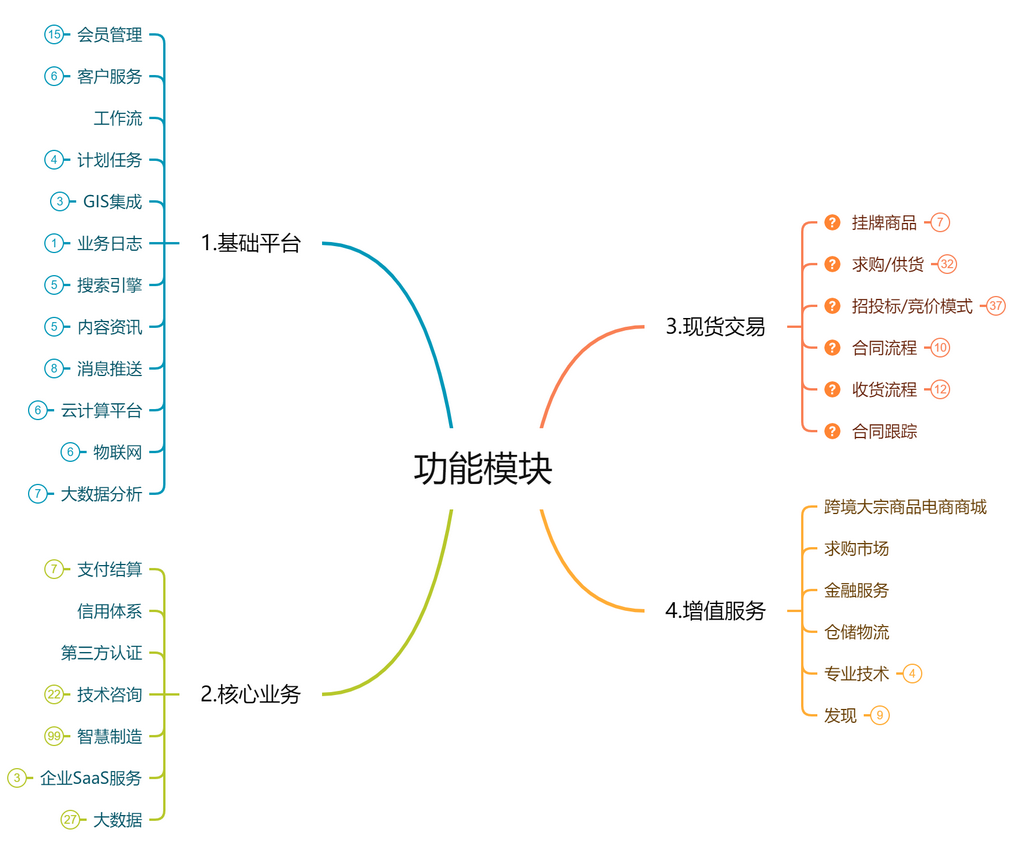 功能模块
1.基础平台
15 会员管理
6 客户服务
工作流
4 计划任务
3 GIS集成
1 业务日志
5 搜索引擎
5 内容资讯
8 消息推送
6 云计算平台
6 物联网
7 大数据分析
2.核心业务
7 支付结算
信用体系
第三方认证
22 技术咨询
99 智慧制造
3 企业SaaS服务
27 大数据
3.现货交易
? 挂牌商品 7
? 求购/供货 32
? 招投标/竞价模式 37
? 合同流程 10
? 收货流程 12
? 合同跟踪
4.增值服务
跨境大宗商品电商商城
求购市场
金融服务
仓储物流
专业技术 4
发现 9